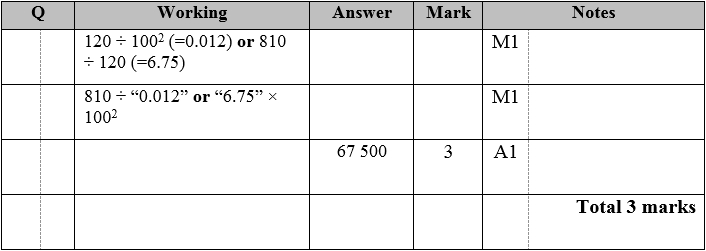 Q Working Answer Mark Notes
120 ÷ 100² (=0.012) or 810 M1
÷ 120 (=6.75)
810 ÷ “0.012” or “6.75” × M1
100²
67 500 3 A1
Total 3 marks